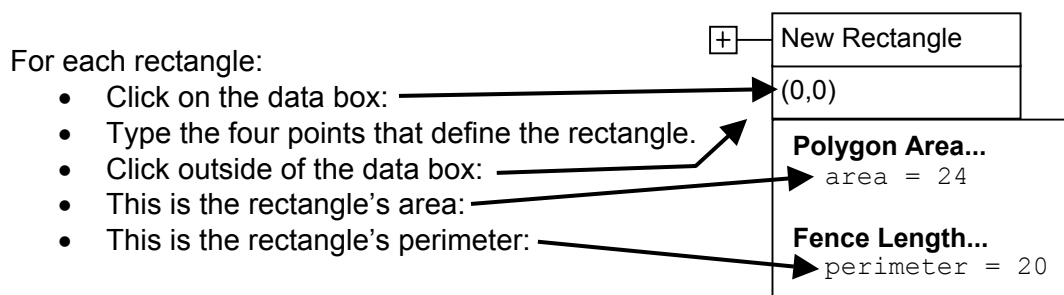 For each rectangle:
• Click on the data box:
• Type the four points that define the rectangle.
• Click outside of the data box:
• This is the rectangle's area:
• This is the rectangle's perimeter:
+ New Rectangle
(0,0)
Polygon Area...
area = 24
Fence Length...
perimeter = 20